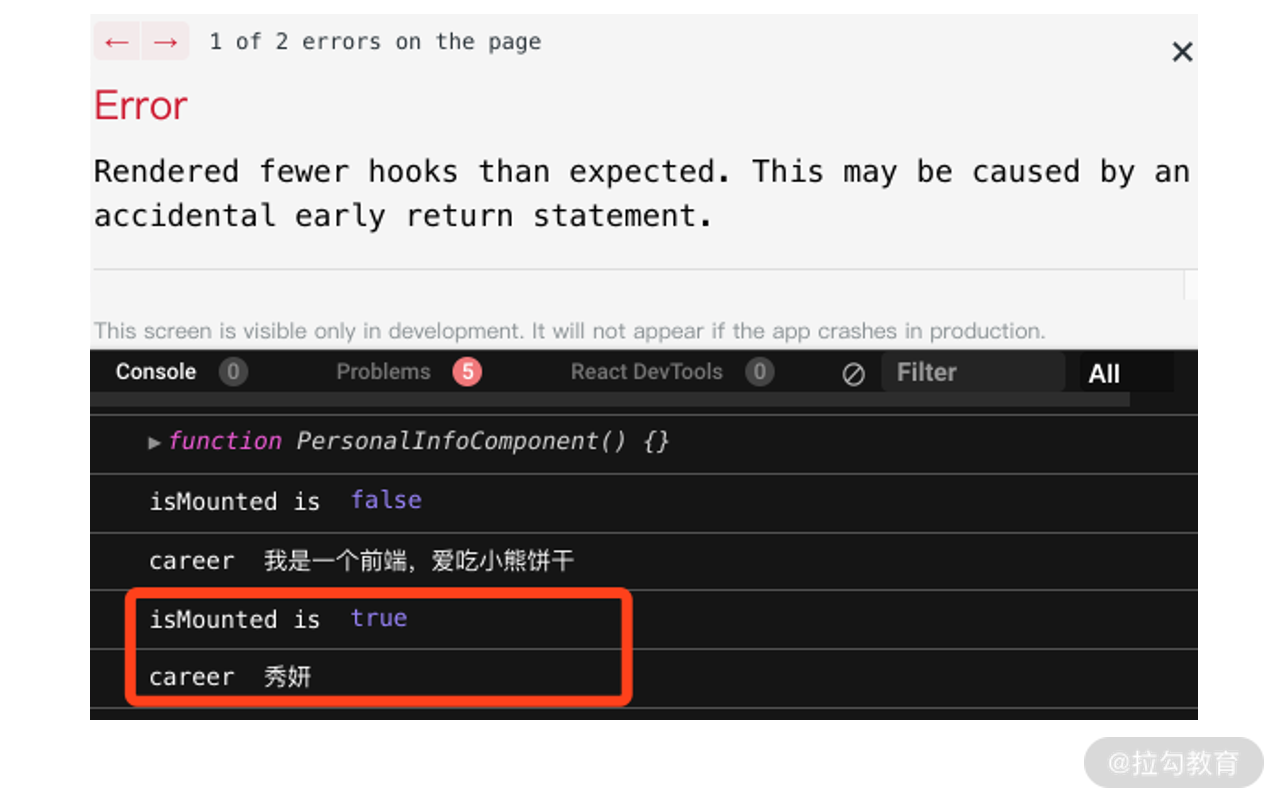 ← → 1 of 2 errors on the page ×
Error
Rendered fewer hooks than expected. This may be caused by an
accidental early return statement.
This screen is visible only in development. It will not appear if the app crashes in production.
Console 0 Problems 5 React DevTools 0 Filter All
▶ function PersonalInfoComponent() {}
isMounted is false
career 我是一个前端，爱吃小熊饼干
isMounted is true
career 秀妍
@拉勾教育